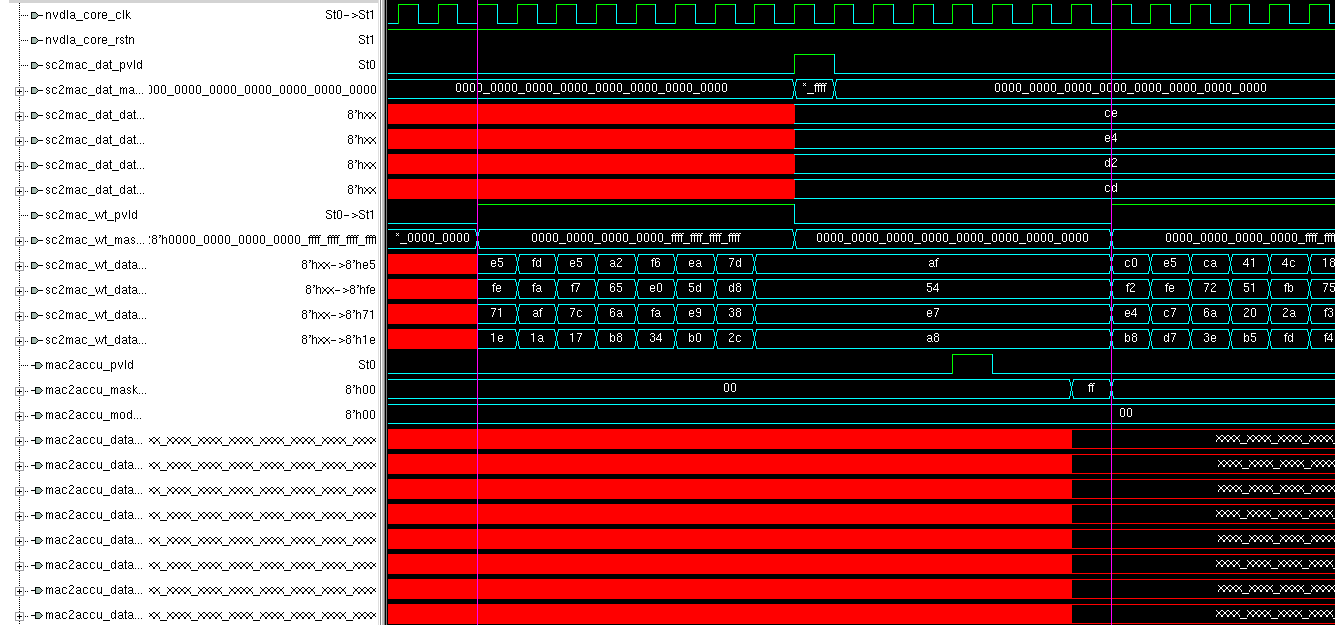 nvdla_core_clk St0->St1
nvdla_core_rstn St1
sc2mac_dat_pvld St0
sc2mac_dat_ma... )00_0000_0000_0000_0000_0000_0000 0000_0000_0000_0000_0000_0000_0000_0000 *_ffff 0000_0000_0000_0000_0000_0000_0000_0000
sc2mac_dat_dat... 8'hxx ce
sc2mac_dat_dat... 8'hxx e4
sc2mac_dat_dat... 8'hxx d2
sc2mac_dat_dat... 8'hxx cd
sc2mac_wt_pvld St0->St1
sc2mac_wt_mas... :8'h0000_0000_0000_0000_ffff_ffff_ffff_ffff *_0000_0000 0000_0000_0000_0000_ffff_ffff_ffff_ffff 0000_0000_0000_0000_0000_0000_0000_0000 0000_0000_0000_0000_ffff_ff
sc2mac_wt_data... 8'hxx->8'he5 e5 fd e5 a2 f6 ea 7d af c0 e5 ca 41 4c 18
sc2mac_wt_data... 8'hxx->8'hfe fe fa f7 65 e0 5d d8 54 f2 fe 72 51 fb 75
sc2mac_wt_data... 8'hxx->8'h71 71 af 7c 6a fa e9 38 e7 e4 c7 6a 20 2a f3
sc2mac_wt_data... 8'hxx->8'h1e 1e 1a 17 b8 34 b0 2c a8 b8 d7 3e b5 fd f4
mac2accu_pvld St0
mac2accu_mask... 8'h00 00 ff
mac2accu_mod... 8'h00 00
mac2accu_data... xx_xxxx_xxxx_xxxx_xxxx_xxxx_xxxx_xxxx xxxx_xxxx_xxxx_xxxx
mac2accu_data... xx_xxxx_xxxx_xxxx_xxxx_xxxx_xxxx_xxxx xxxx_xxxx_xxxx_xxxx
mac2accu_data... xx_xxxx_xxxx_xxxx_xxxx_xxxx_xxxx_xxxx xxxx_xxxx_xxxx_xxxx
mac2accu_data... xx_xxxx_xxxx_xxxx_xxxx_xxxx_xxxx_xxxx xxxx_xxxx_xxxx_xxxx
mac2accu_data... xx_xxxx_xxxx_xxxx_xxxx_xxxx_xxxx_xxxx xxxx_xxxx_xxxx_xxxx
mac2accu_data... xx_xxxx_xxxx_xxxx_xxxx_xxxx_xxxx_xxxx xxxx_xxxx_xxxx_xxxx
mac2accu_data... xx_xxxx_xxxx_xxxx_xxxx_xxxx_xxxx_xxxx xxxx_xxxx_xxxx_xxxx
mac2accu_data... xx_xxxx_xxxx_xxxx_xxxx_xxxx_xxxx_xxxx xxxx_xxxx_xxxx_xxxx